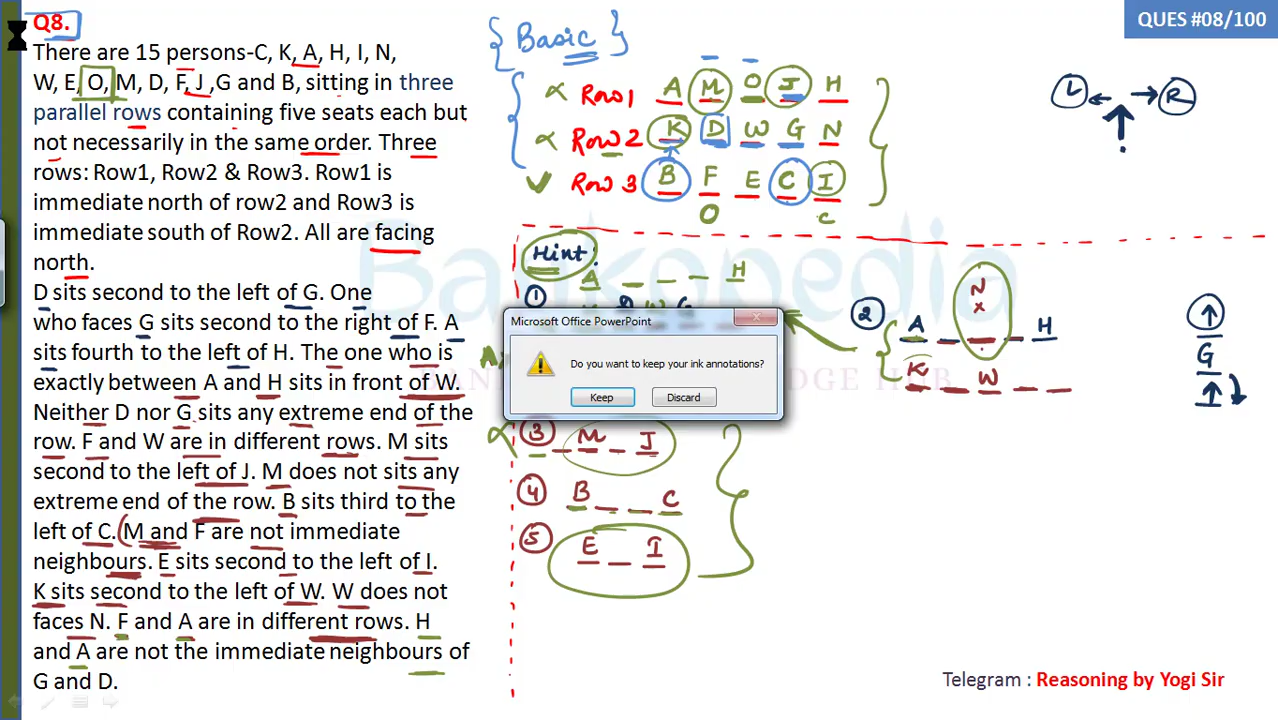 Q8.
There are 15 persons-C, K, A, H, I, N,
W, E, O, M, D, F, J ,G and B, sitting in three
parallel rows containing five seats each but
not necessarily in the same order. Three
rows: Row1, Row2 & Row3. Row1 is
immediate north of row2 and Row3 is
immediate south of Row2. All are facing
north.
D sits second to the left of G. One
who faces G sits second to the right of F. A
sits fourth to the left of H. The one who is
exactly between A and H sits in front of W.
Neither D nor G sits any extreme end of the
row. F and W are in different rows. M sits
second to the left of J. M does not sits any
extreme end of the row. B sits third to the
left of C. (M and F are not immediate
neighbours. E sits second to the left of I.
K sits second to the left of W. W does not
faces N. F and A are in different rows. H
and A are not the immediate neighbours of
G and D.
{ Basic }
Row1 A M O J H
Row2 K D W G N
Row 3 B F E C I
O C
L ↑ R
QUES #08/100
Bankopedia
Hint:
① A _ _ _ H
② A _ _ _ H
N
×
K _ W _ _
↑
G
↑
Microsoft Office PowerPoint
Do you want to keep your ink annotations?
Keep Discard
③ _ M _ J
④ B _ _ C
⑤ E _ I
Telegram : Reasoning by Yogi Sir